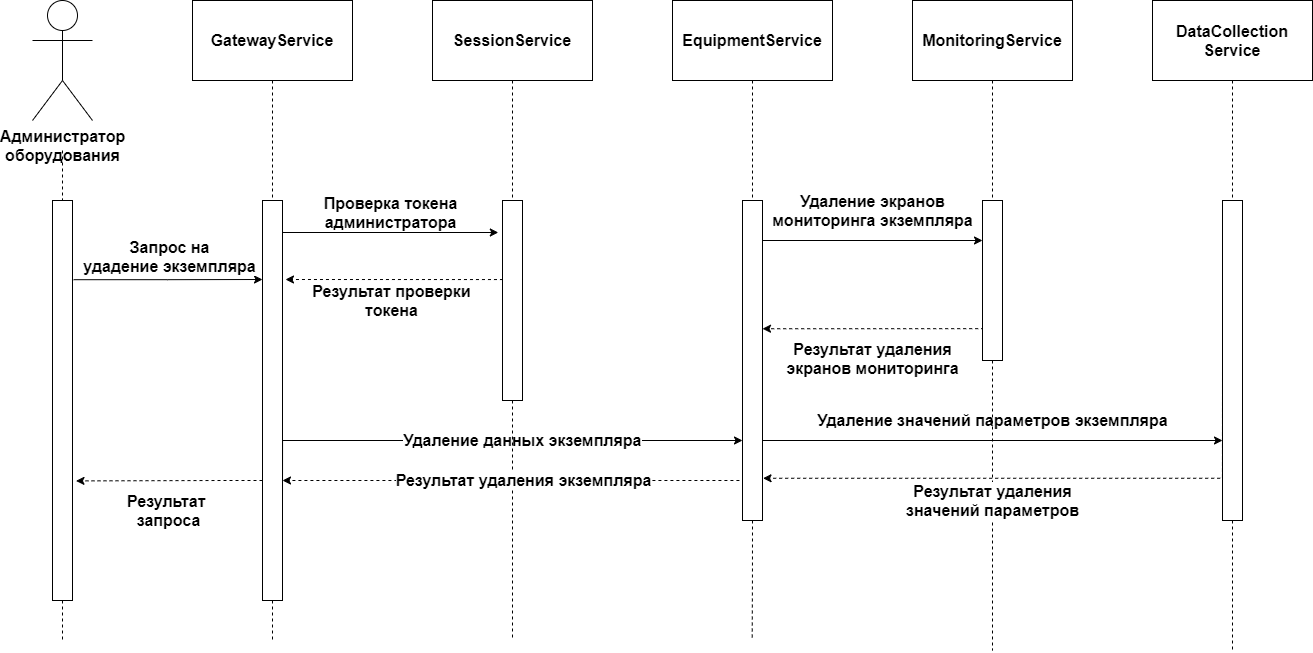 GatewayService
SessionService
EquipmentService
MonitoringService
DataCollection
Service
Администратор
оборудования
Проверка токена
администратора
Удаление экранов
мониторинга экземпляра
Запрос на
удадение экземпляра
Результат проверки
токена
Результат удаления
экранов мониторинга
Удаление значений параметров экземпляра
Удаление данных экземпляра
Результат удаления экземпляра
Результат
запроса
Результат удаления
значений параметров